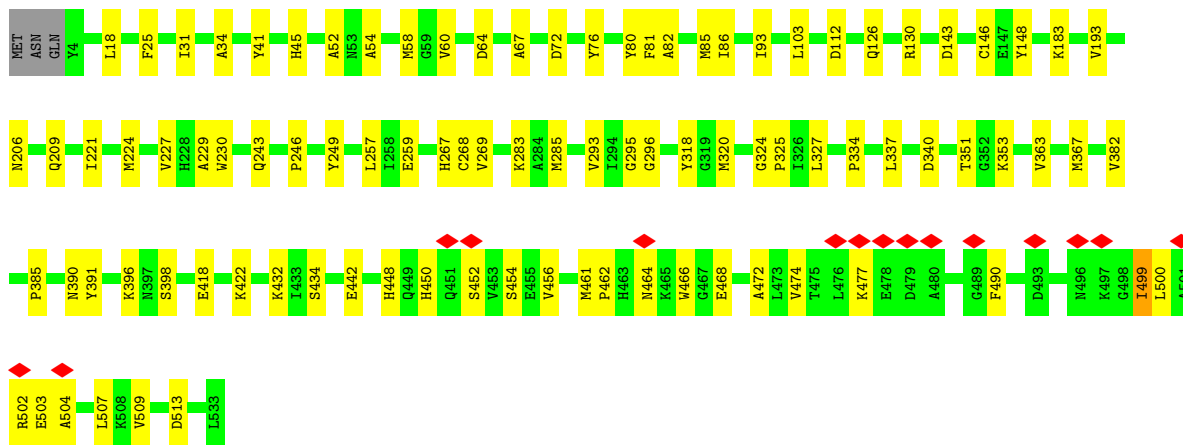 MET ASN GLN Y4 L18 F25 I31 A34 Y41 H45 A52 N53 A54 M58 G59 V60 D64 A67 D72 Y76 Y80 F81 A82 M85 I86 I93 L103 D112 Q126 R130 D143 C146 E147 Y148 K183 V193
N206 Q209 I221 M224 V227 H228 A229 W230 Q243 P246 Y249 L257 I258 E259 H267 C268 V269 K283 A284 M285 V293 I294 G295 G296 Y318 G319 M320 G324 P325 I326 L327 P334 L337 D340 T351 G352 K353 V363 M367 V382
P385 N390 Y391 K396 N397 S398 E418 K422 K432 I433 S434 E442 H448 Q449 H450 Q451 S452 V453 S454 E455 V456 M461 P462 H463 N464 K465 W466 G467 E468 A472 L473 V474 T475 L476 K477 E478 D479 A480 G489 F490 D493 N496 K497 G498 I499 L500
R502 E503 A504 L507 K508 V509 D513 L533